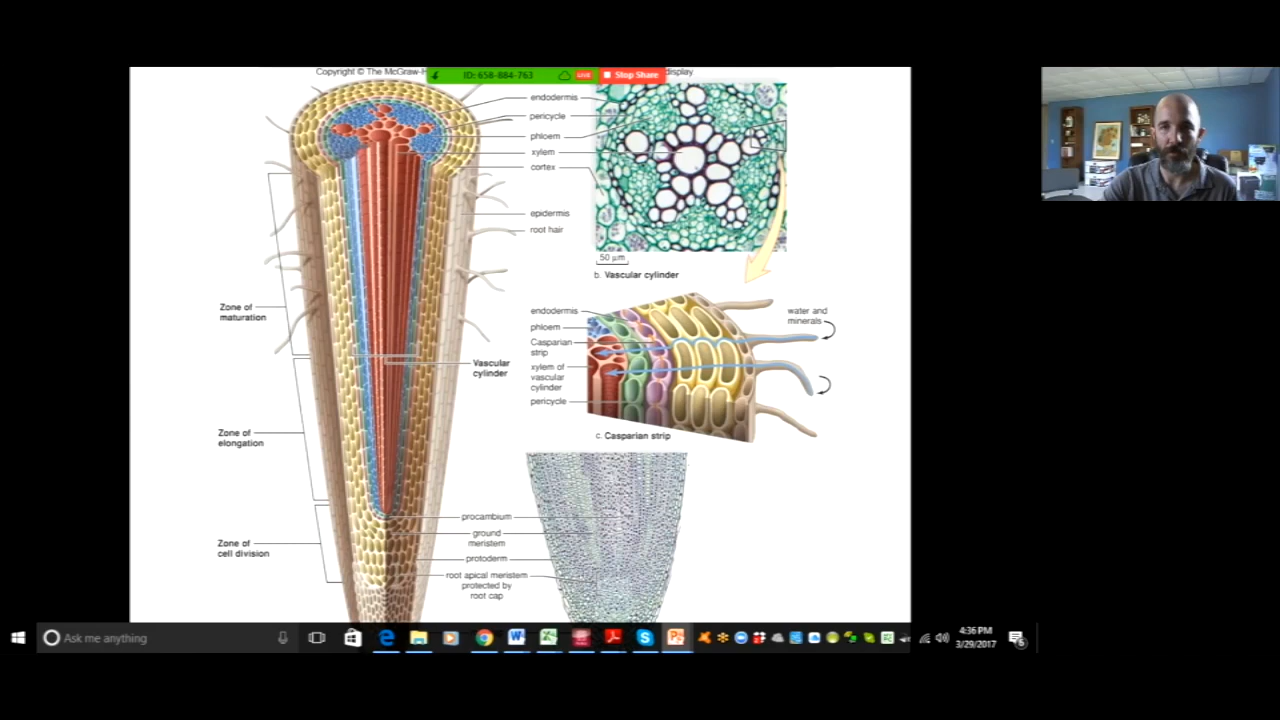 Copyright © The McGraw-H
ID: 658-884-763
LIVE
Stop Share
display
endodermis
pericycle
phloem
xylem
cortex
epidermis
root hair
50 µm
b. Vascular cylinder
Zone of
maturation
Vascular
cylinder
endodermis
phloem
Casparian
strip
xylem of
vascular
cylinder
pericycle
water and
minerals
c. Casparian strip
Zone of
elongation
procambium
ground
meristem
protoderm
root apical meristem
protected by
root cap
Zone of
cell division
Ask me anything
4:36 PM
3/29/2017